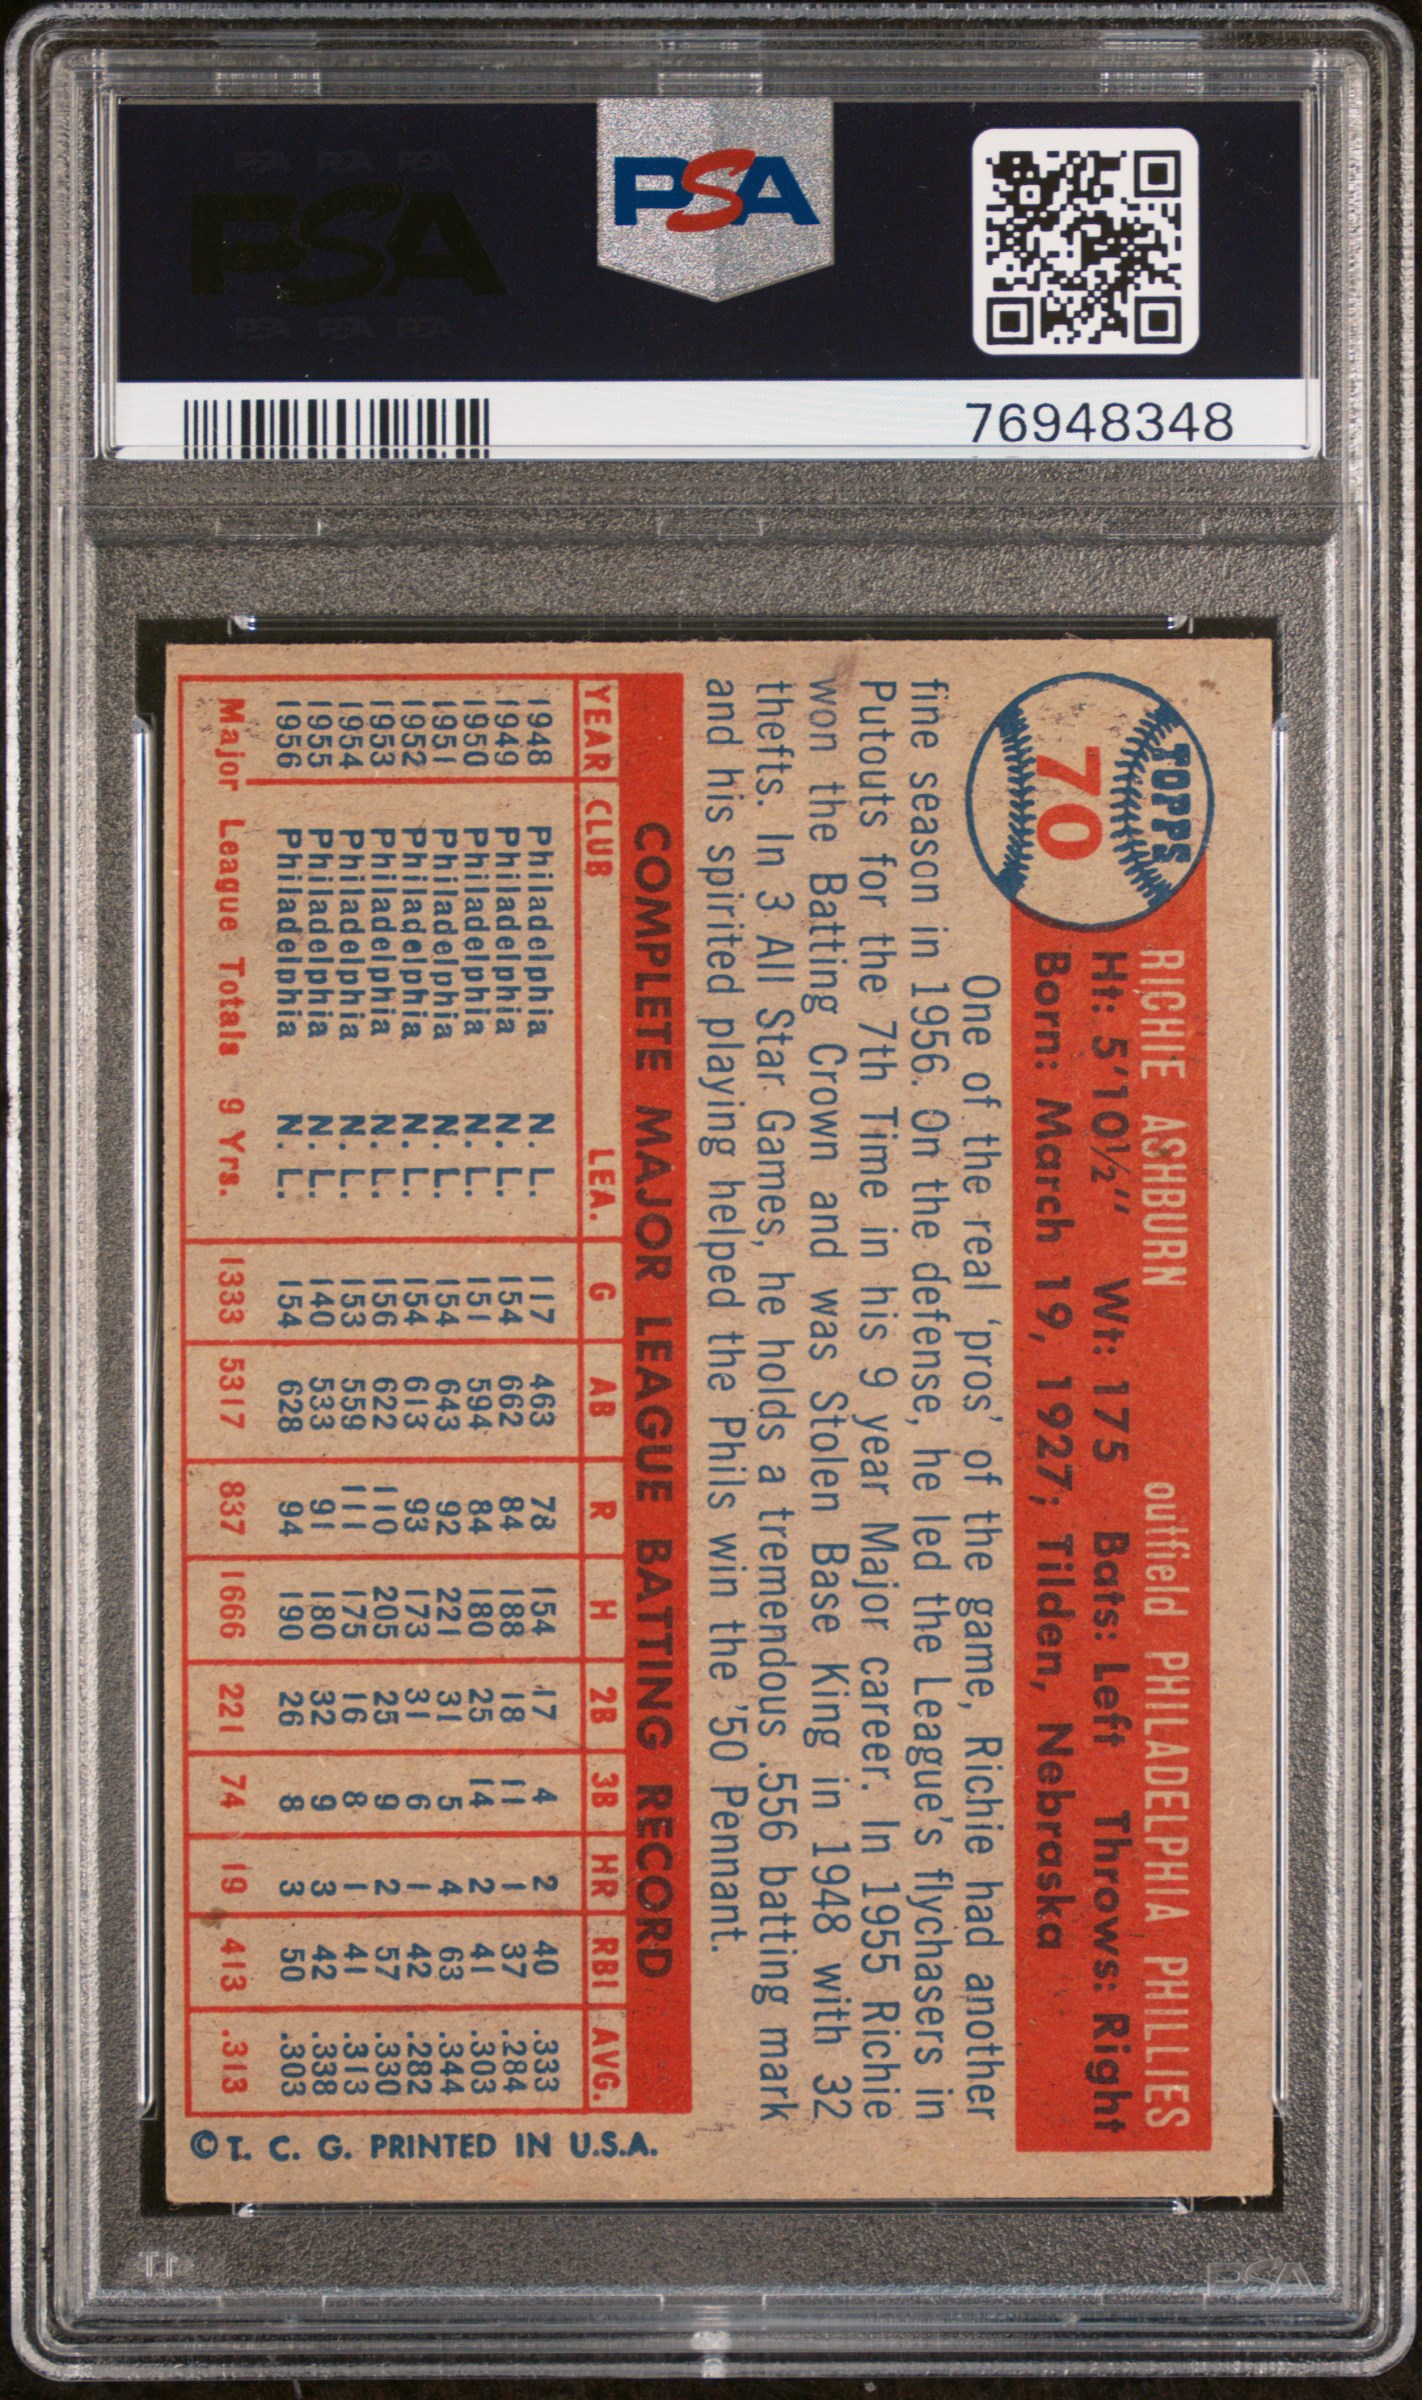 PSA PSA PSA
PSA
PSA PSA PSA
PSA
76948348
TOPPS
70
RICHIE ASHBURN outfield PHILADELPHIA PHILLIES
Ht: 5'10½" Wt: 175 Bats: Left Throws: Right
Born: March 19, 1927; Tilden, Nebraska
One of the real 'pros' of the game, Richie had another
fine season in 1956. On the defense, he led the League's flychasers in
Putouts for the 7th Time in his 9 year Major career. In 1955 Richie
won the Batting Crown and was Stolen Base King in 1948 with 32
thefts. In 3 All Star Games, he holds a tremendous .556 batting mark
and his spirited playing helped the Phils win the '50 Pennant.
COMPLETE MAJOR LEAGUE BATTING RECORD
YEAR CLUB LEA. G AB R H 2B 3B HR RBI AVG.
1948 Philadelphia N. L. 117 463 78 154 17 4 2 40 .333
1949 Philadelphia N. L. 154 662 84 188 18 11 1 37 .284
1950 Philadelphia N. L. 151 594 84 180 25 14 2 41 .303
1951 Philadelphia N. L. 154 643 92 221 31 5 4 63 .344
1952 Philadelphia N. L. 154 613 93 173 31 6 1 42 .282
1953 Philadelphia N. L. 156 622 110 205 25 9 2 57 .330
1954 Philadelphia N. L. 153 559 111 175 16 8 1 41 .313
1955 Philadelphia N. L. 140 533 91 180 32 9 3 42 .338
1956 Philadelphia N. L. 154 628 94 190 26 8 3 50 .303
Major League Totals 9 Yrs. 1333 5317 837 1666 221 74 19 413 .313
© T. C. G. PRINTED IN U.S.A.
PSA